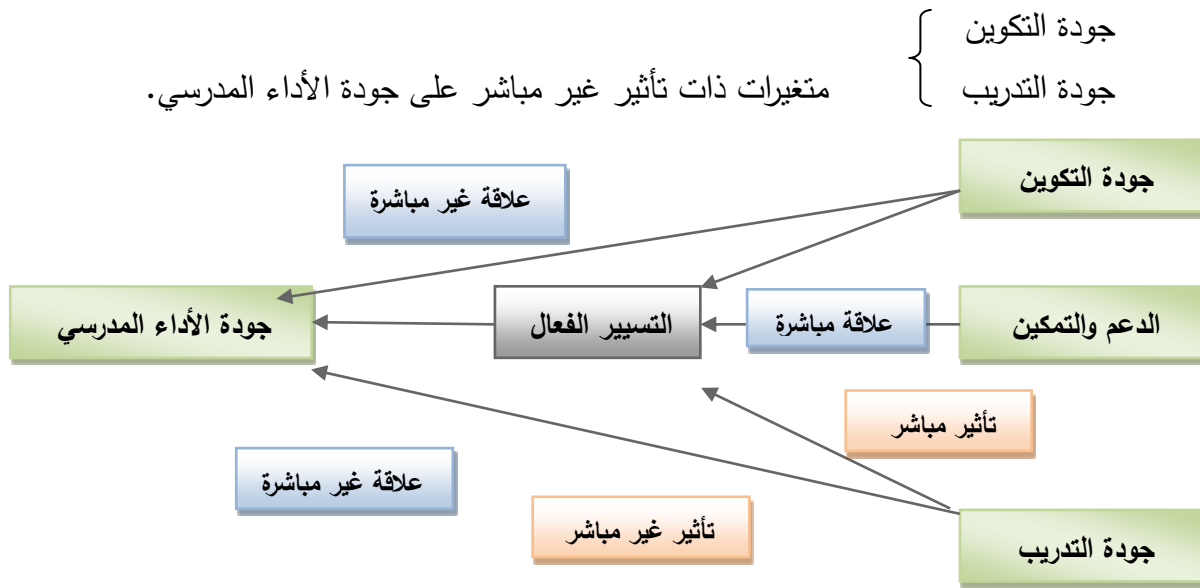 جودة التكوين
جودة التدريب
متغيرات ذات تأثير غير مباشر على جودة الأداء المدرسي.
جودة التكوين
علاقة غير مباشرة
الدعم والتمكين
علاقة مباشرة
التسيير الفعال
جودة الأداء المدرسي
تأثير مباشر
علاقة غير مباشرة
تأثير غير مباشر
جودة التدريب